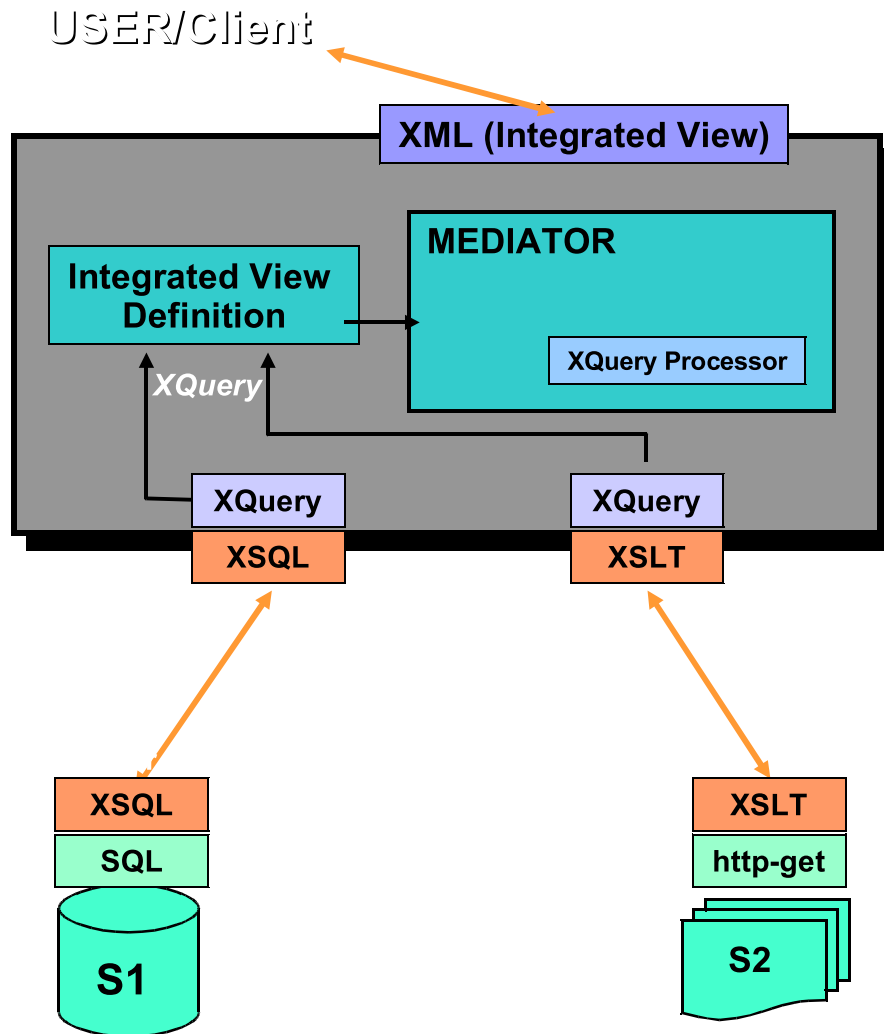 USER/Client
XML (Integrated View)
MEDIATOR
Integrated View
Definition
XQuery Processor
XQuery
XQuery
XQuery
XSQL
XSLT
XSQL
XSLT
SQL
http-get
S1
S2